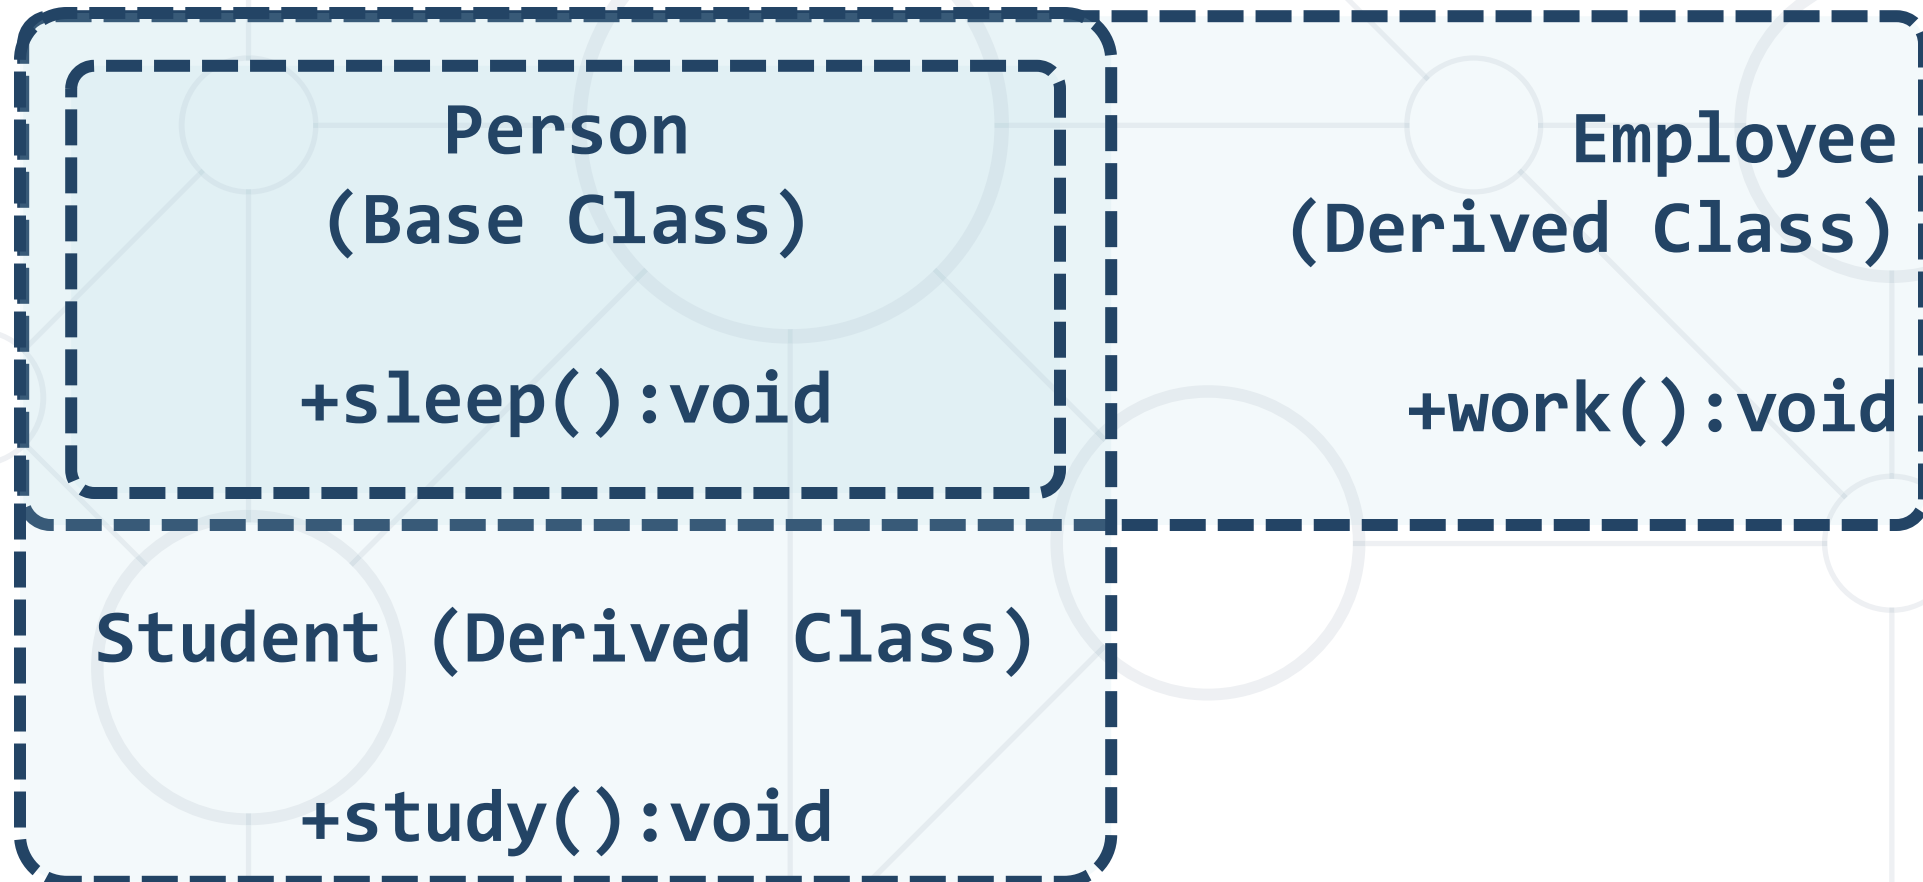 Person
(Base Class)
+sleep():void
Employee
(Derived Class)
+work():void
Student (Derived Class)
+study():void